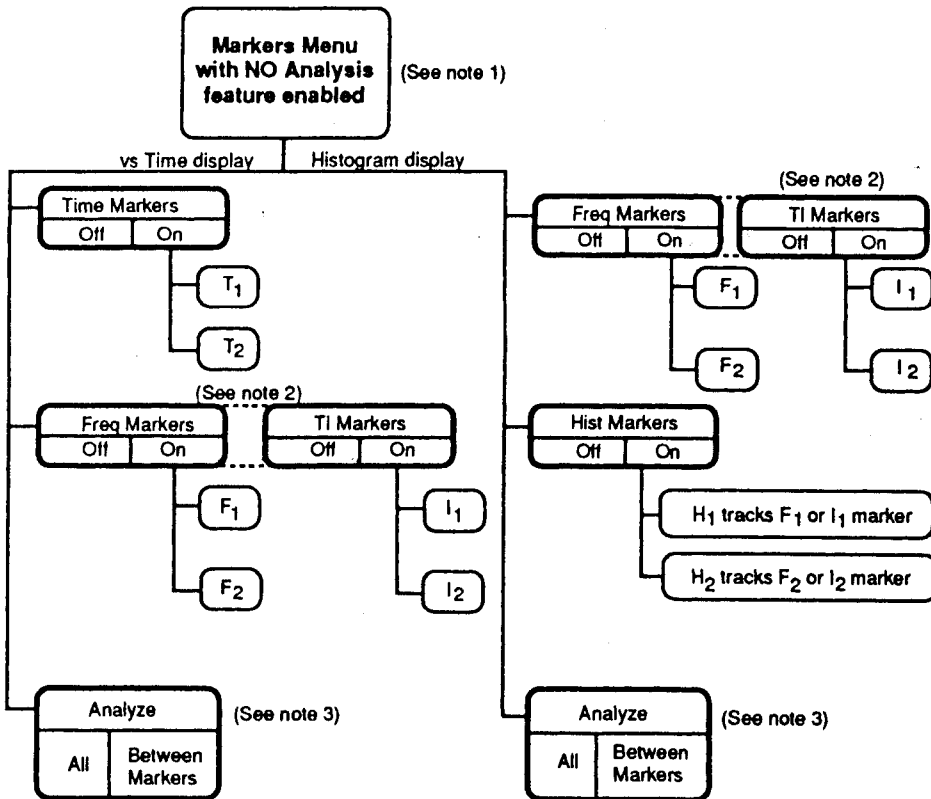 Markers Menu
with NO Analysis
feature enabled
(See note 1)
vs Time display
Histogram display
Time Markers
Off On
T1
T2
(See note 2)
Freq Markers
Off On
TI Markers
Off On
F1
I1
F2
I2
Analyze
All
Between
Markers
(See note 3)
(See note 2)
Freq Markers
Off On
TI Markers
Off On
F1
I1
F2
I2
Hist Markers
Off On
H1 tracks F1 or I1 marker
H2 tracks F2 or I2 marker
Analyze
All
Between
Markers
(See note 3)